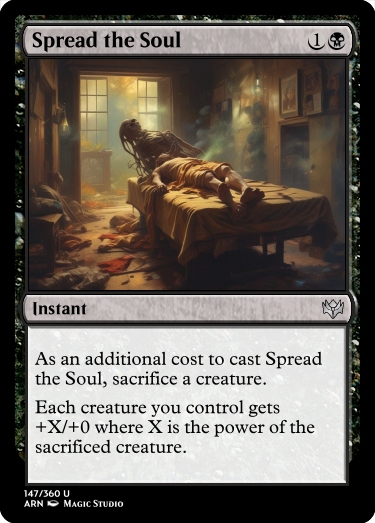 Spread the Soul 1
Instant
As an additional cost to cast Spread
the Soul, sacrifice a creature.
Each creature you control gets
+X/+0 where X is the power of the
sacrificed creature.
147/360 U
ARN Magic Studio